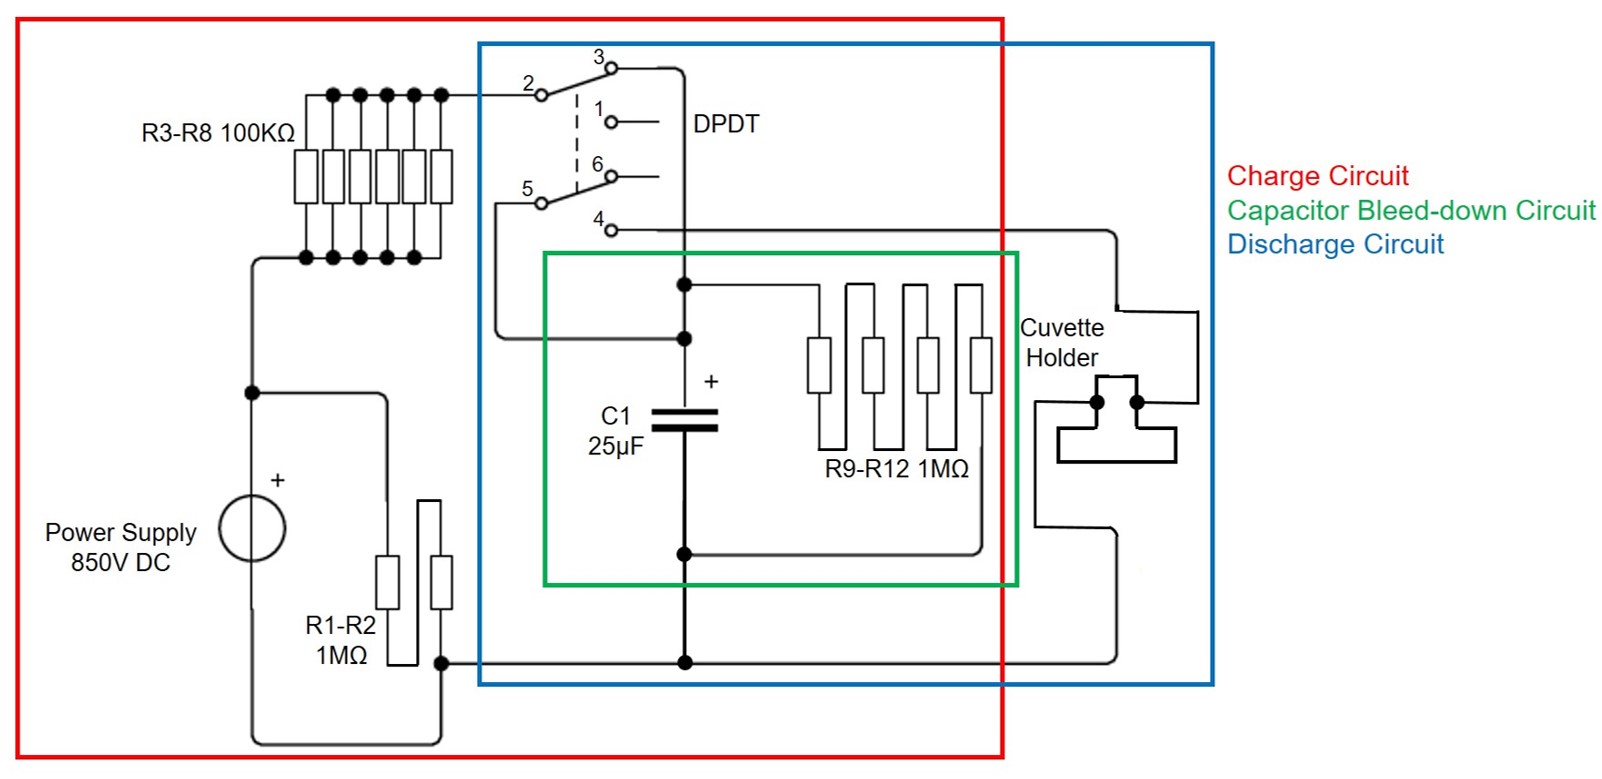 3
2
R3-R8 100KΩ
1
DPDT
6
5
4
Charge Circuit
Capacitor Bleed-down Circuit
Discharge Circuit
Cuvette
Holder
+
C1
25μF
R9-R12 1MΩ
+
Power Supply
850V DC
R1-R2
1MΩ